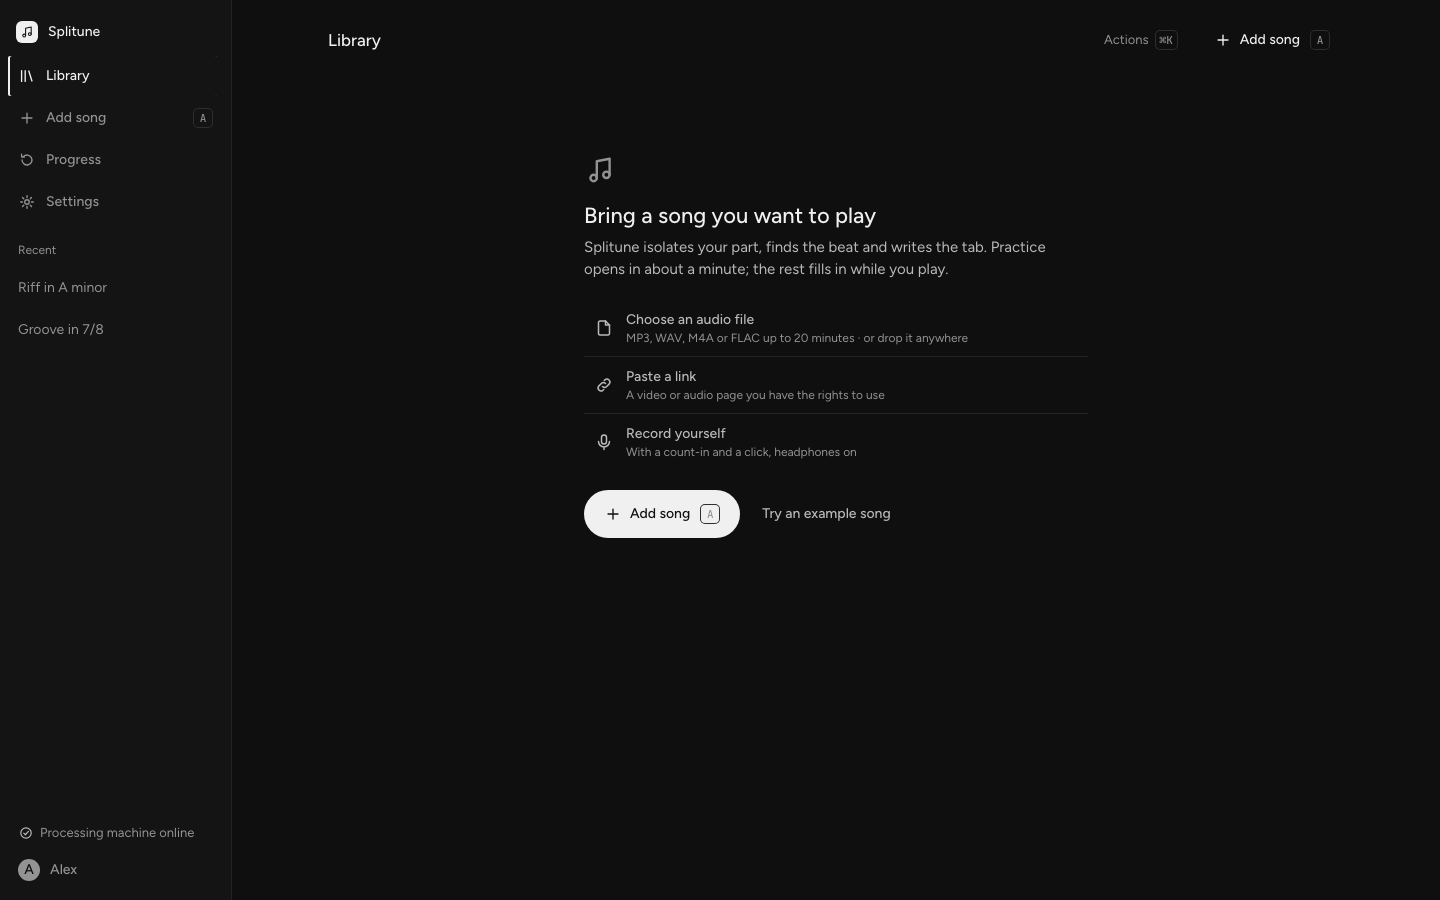 Splitune
Library
Add song A
Progress
Settings
Recent
Riff in A minor
Groove in 7/8
Processing machine online
A Alex
Library
Actions ⌘K
Add song A
Bring a song you want to play
Splitune isolates your part, finds the beat and writes the tab. Practice
opens in about a minute; the rest fills in while you play.
Choose an audio file
MP3, WAV, M4A or FLAC up to 20 minutes · or drop it anywhere
Paste a link
A video or audio page you have the rights to use
Record yourself
With a count-in and a click, headphones on
Add song A
Try an example song